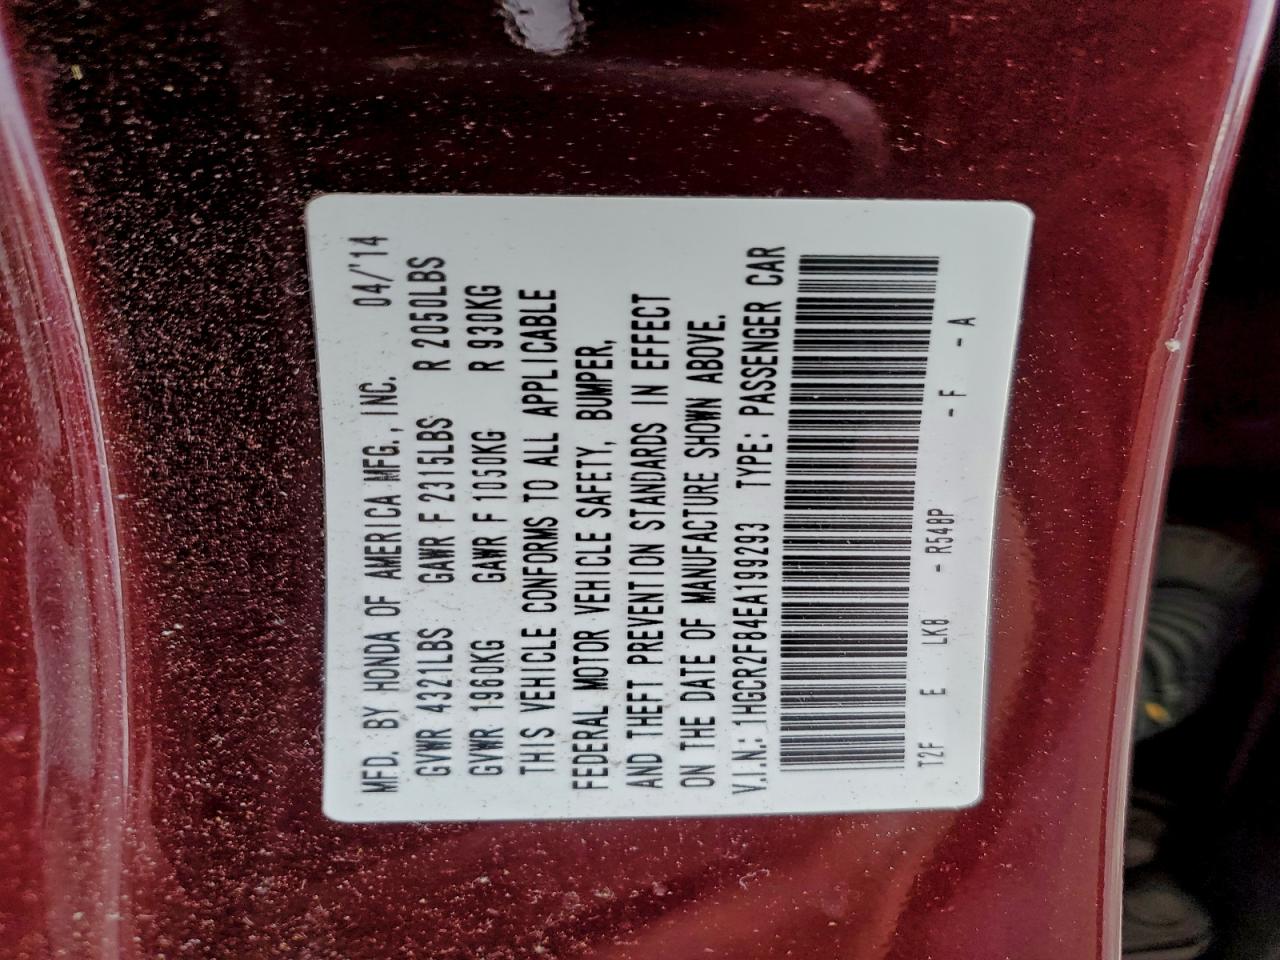 MFD. BY HONDA OF AMERICA MFG., INC. 04/'14
GVWR 4321LBS GAWR F 2315LBS R 2050LBS
GVWR 1960KG GAWR F 1050KG R 930KG
THIS VEHICLE CONFORMS TO ALL APPLICABLE
FEDERAL MOTOR VEHICLE SAFETY, BUMPER,
AND THEFT PREVENTION STANDARDS IN EFFECT
ON THE DATE OF MANUFACTURE SHOWN ABOVE.
V.I.N.: 1HGCR2F84EA199293 TYPE: PASSENGER CAR
T2F E LK8 -R548P -F -A